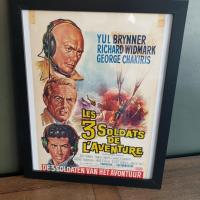 YUL BRYNNER
RICHARD WIDMARK
GEORGE CHAKIRIS
LES
3 SOLDATS
DE
L'AVENTURE
DE 3 SOLDATEN VAN HET AVONTUUR